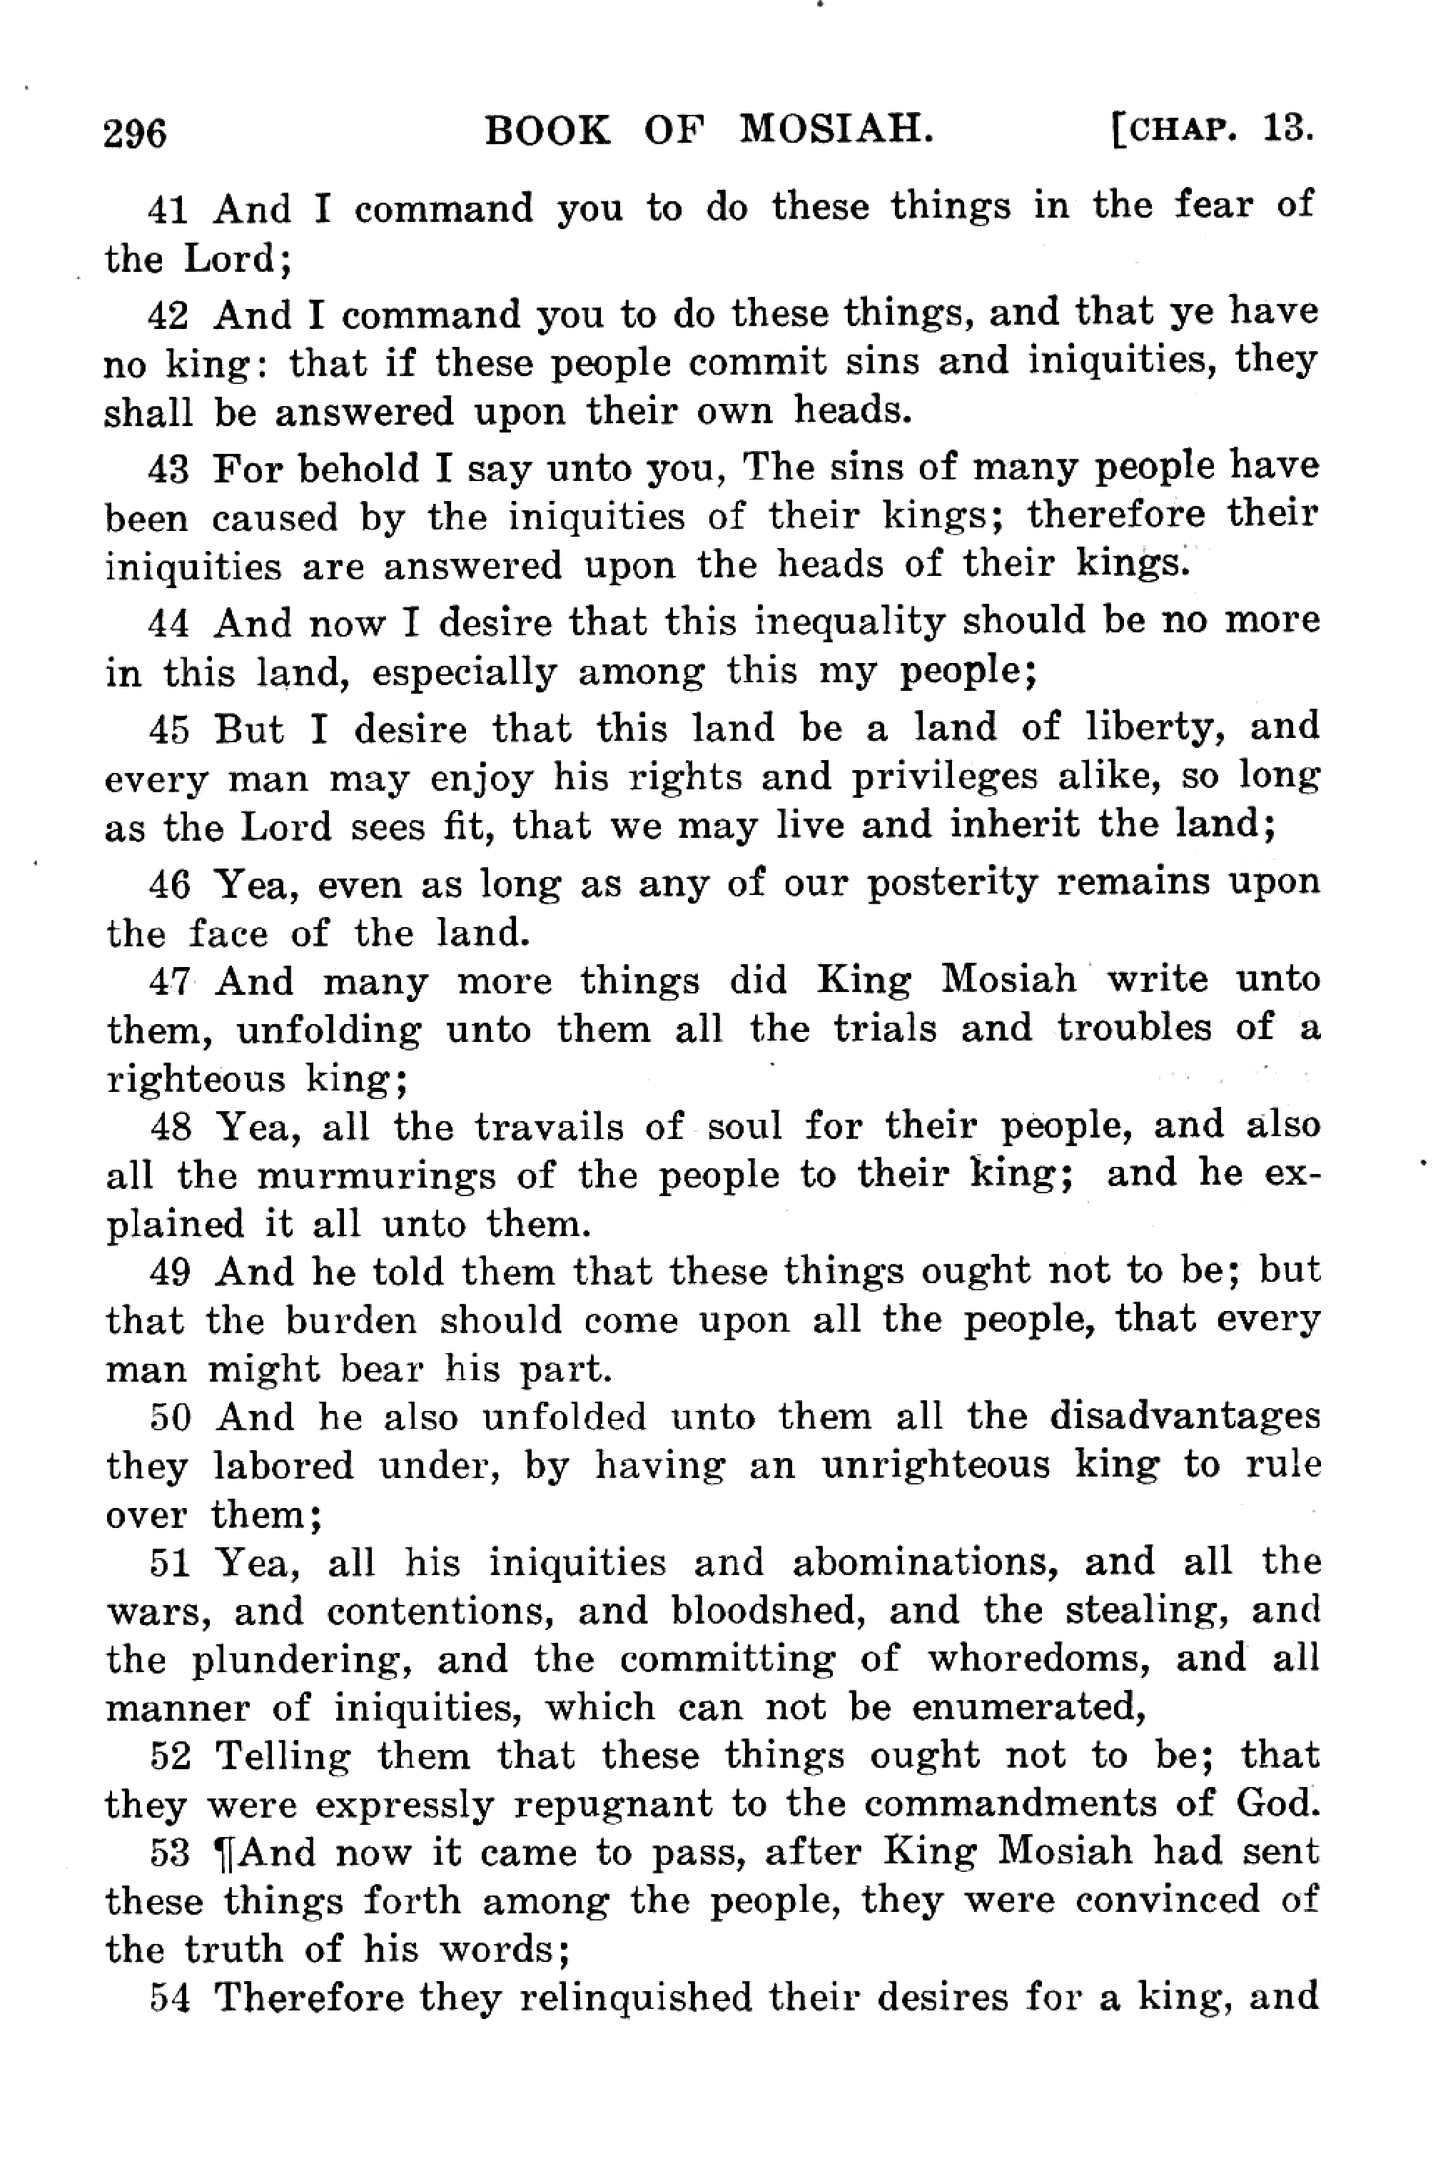 296 BOOK OF MOSIAH. [CHAP. 13.
41 And I command you to do these things in the fear of
the Lord;
42 And I command you to do these things, and that ye have
no king: that if these people commit sins and iniquities, they
shall be answered upon their own heads.
43 For behold I say unto you, The sins of many people have
been caused by the iniquities of their kings; therefore their
iniquities are answered upon the heads of their kings.
44 And now I desire that this inequality should be no more
in this land, especially among this my people;
45 But I desire that this land be a land of liberty, and
every man may enjoy his rights and privileges alike, so long
as the Lord sees fit, that we may live and inherit the land;
46 Yea, even as long as any of our posterity remains upon
the face of the land.
47 And many more things did King Mosiah write unto
them, unfolding unto them all the trials and troubles of a
righteous king;
48 Yea, all the travails of soul for their people, and also
all the murmurings of the people to their king; and he ex-
plained it all unto them.
49 And he told them that these things ought not to be; but
that the burden should come upon all the people, that every
man might bear his part.
50 And he also unfolded unto them all the disadvantages
they labored under, by having an unrighteous king to rule
over them;
51 Yea, all his iniquities and abominations, and all the
wars, and contentions, and bloodshed, and the stealing, and
the plundering, and the committing of whoredoms, and all
manner of iniquities, which can not be enumerated,
52 Telling them that these things ought not to be; that
they were expressly repugnant to the commandments of God.
53 ¶And now it came to pass, after King Mosiah had sent
these things forth among the people, they were convinced of
the truth of his words;
54 Therefore they relinquished their desires for a king, and